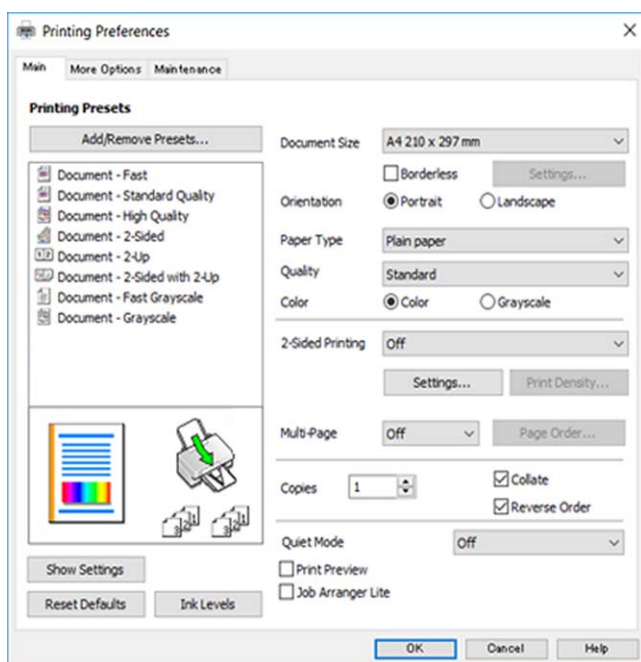 Printing Preferences
Main More Options Maintenance
Printing Presets
Add/Remove Presets...
Document - Fast
Document - Standard Quality
Document - High Quality
Document - 2-Sided
Document - 2-Up
Document - 2-Sided with 2-Up
Document - Fast Grayscale
Document - Grayscale
Show Settings
Reset Defaults Ink Levels
Document Size A4 210 x 297 mm
Borderless Settings...
Orientation Portrait Landscape
Paper Type Plain paper
Quality Standard
Color Color Grayscale
2-Sided Printing Off
Settings... Print Density...
Multi-Page Off Page Order...
Copies 1 Collate
Reverse Order
Quiet Mode Off
Print Preview
Job Arranger Lite
OK Cancel Help